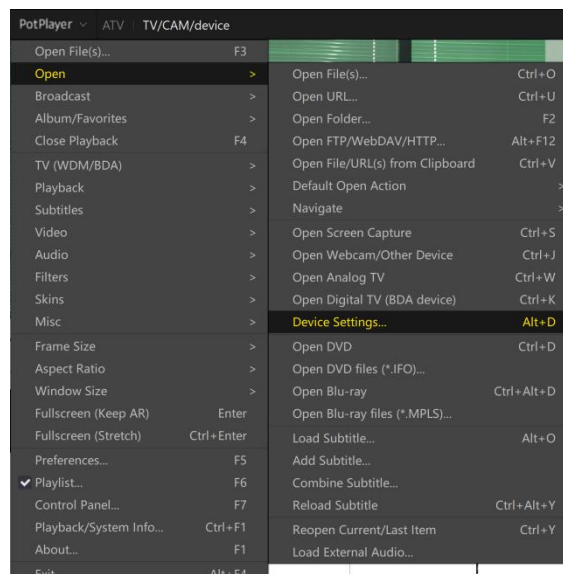 PotPlayer ATV TV/CAM/device
Open File(s)... F3
Open >
Broadcast >
Album/Favorites >
Close Playback F4
TV (WDM/BDA) >
Playback >
Subtitles >
Video >
Audio >
Filters >
Skins >
Misc >
Frame Size >
Aspect Ratio >
Window Size >
Fullscreen (Keep AR) Enter
Fullscreen (Stretch) Ctrl+Enter
Preferences... F5
Playlist... F6
Control Panel... F7
Playback/System Info... Ctrl+F1
About... F1
Exit Alt+F4
Open File(s)... Ctrl+O
Open URL... Ctrl+U
Open Folder... F2
Open FTP/WebDAV/HTTP... Alt+F12
Open File/URL(s) from Clipboard Ctrl+V
Default Open Action >
Navigate >
Open Screen Capture Ctrl+S
Open Webcam/Other Device Ctrl+J
Open Analog TV Ctrl+W
Open Digital TV (BDA device) Ctrl+K
Device Settings... Alt+D
Open DVD Ctrl+D
Open DVD files (*.IFO)...
Open Blu-ray Ctrl+Alt+D
Open Blu-ray files (*.MPLS)...
Load Subtitle... Alt+O
Add Subtitle...
Combine Subtitle...
Reload Subtitle Ctrl+Alt+Y
Reopen Current/Last Item Ctrl+Y
Load External Audio...